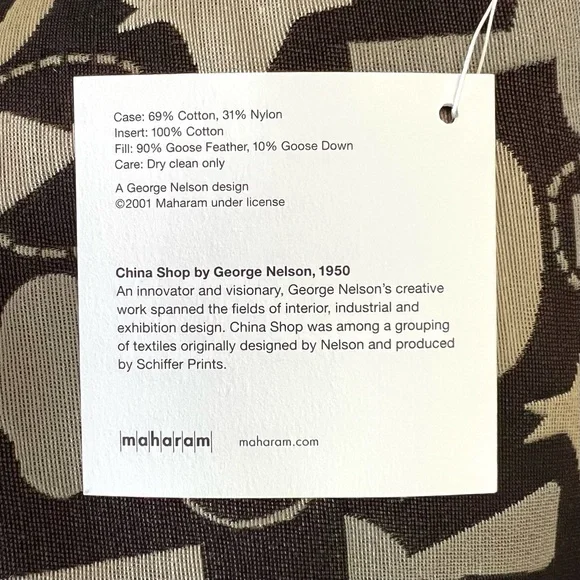 Case: 69% Cotton, 31% Nylon
Insert: 100% Cotton
Fill: 90% Goose Feather, 10% Goose Down
Care: Dry clean only
A George Nelson design
©2001 Maharam under license
China Shop by George Nelson, 1950
An innovator and visionary, George Nelson's creative
work spanned the fields of interior, industrial and
exhibition design. China Shop was among a grouping
of textiles originally designed by Nelson and produced
by Schiffer Prints.
maharam maharam.com